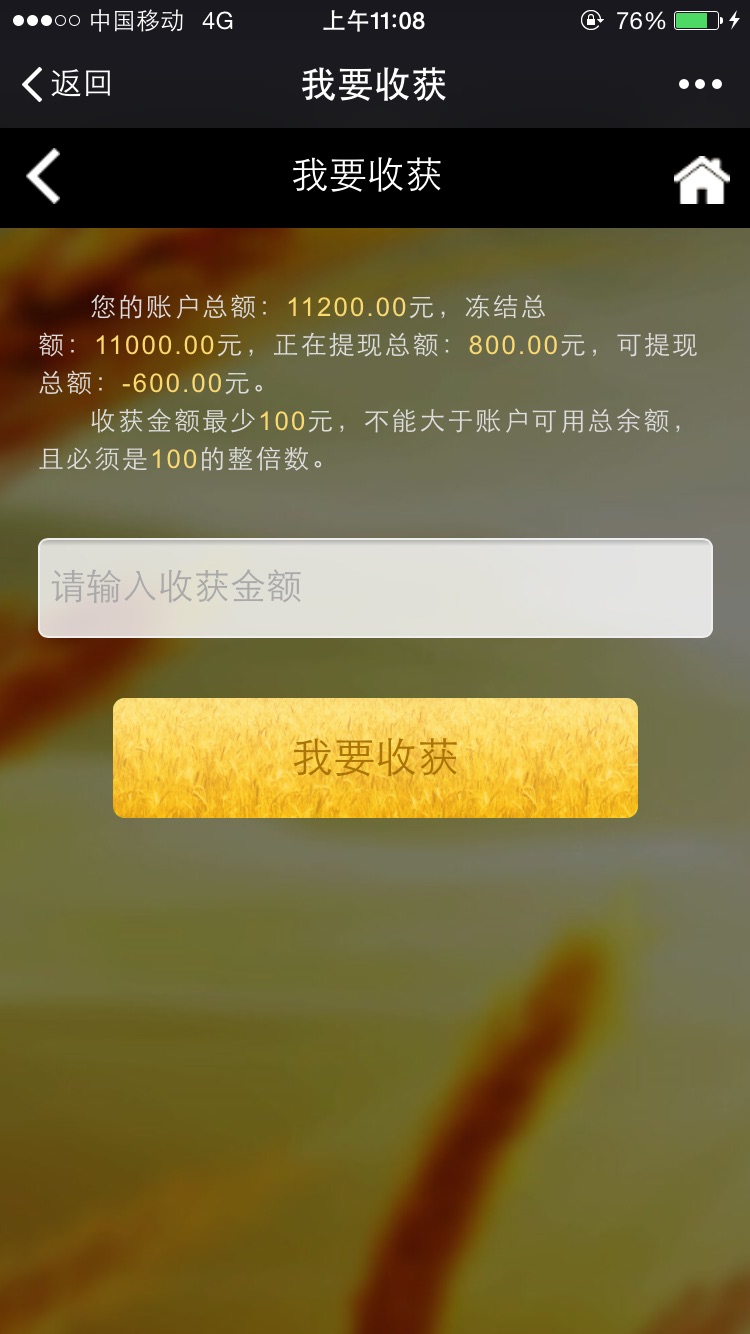 中国移动 4G 上午11:08 76%
返回 我要收获
我要收获
您的账户总额：11200.00元，冻结总
额：11000.00元，正在提现总额：800.00元，可提现
总额：-600.00元。
收获金额最少100元，不能大于账户可用总余额，
且必须是100的整倍数。
请输入收获金额
我要收获